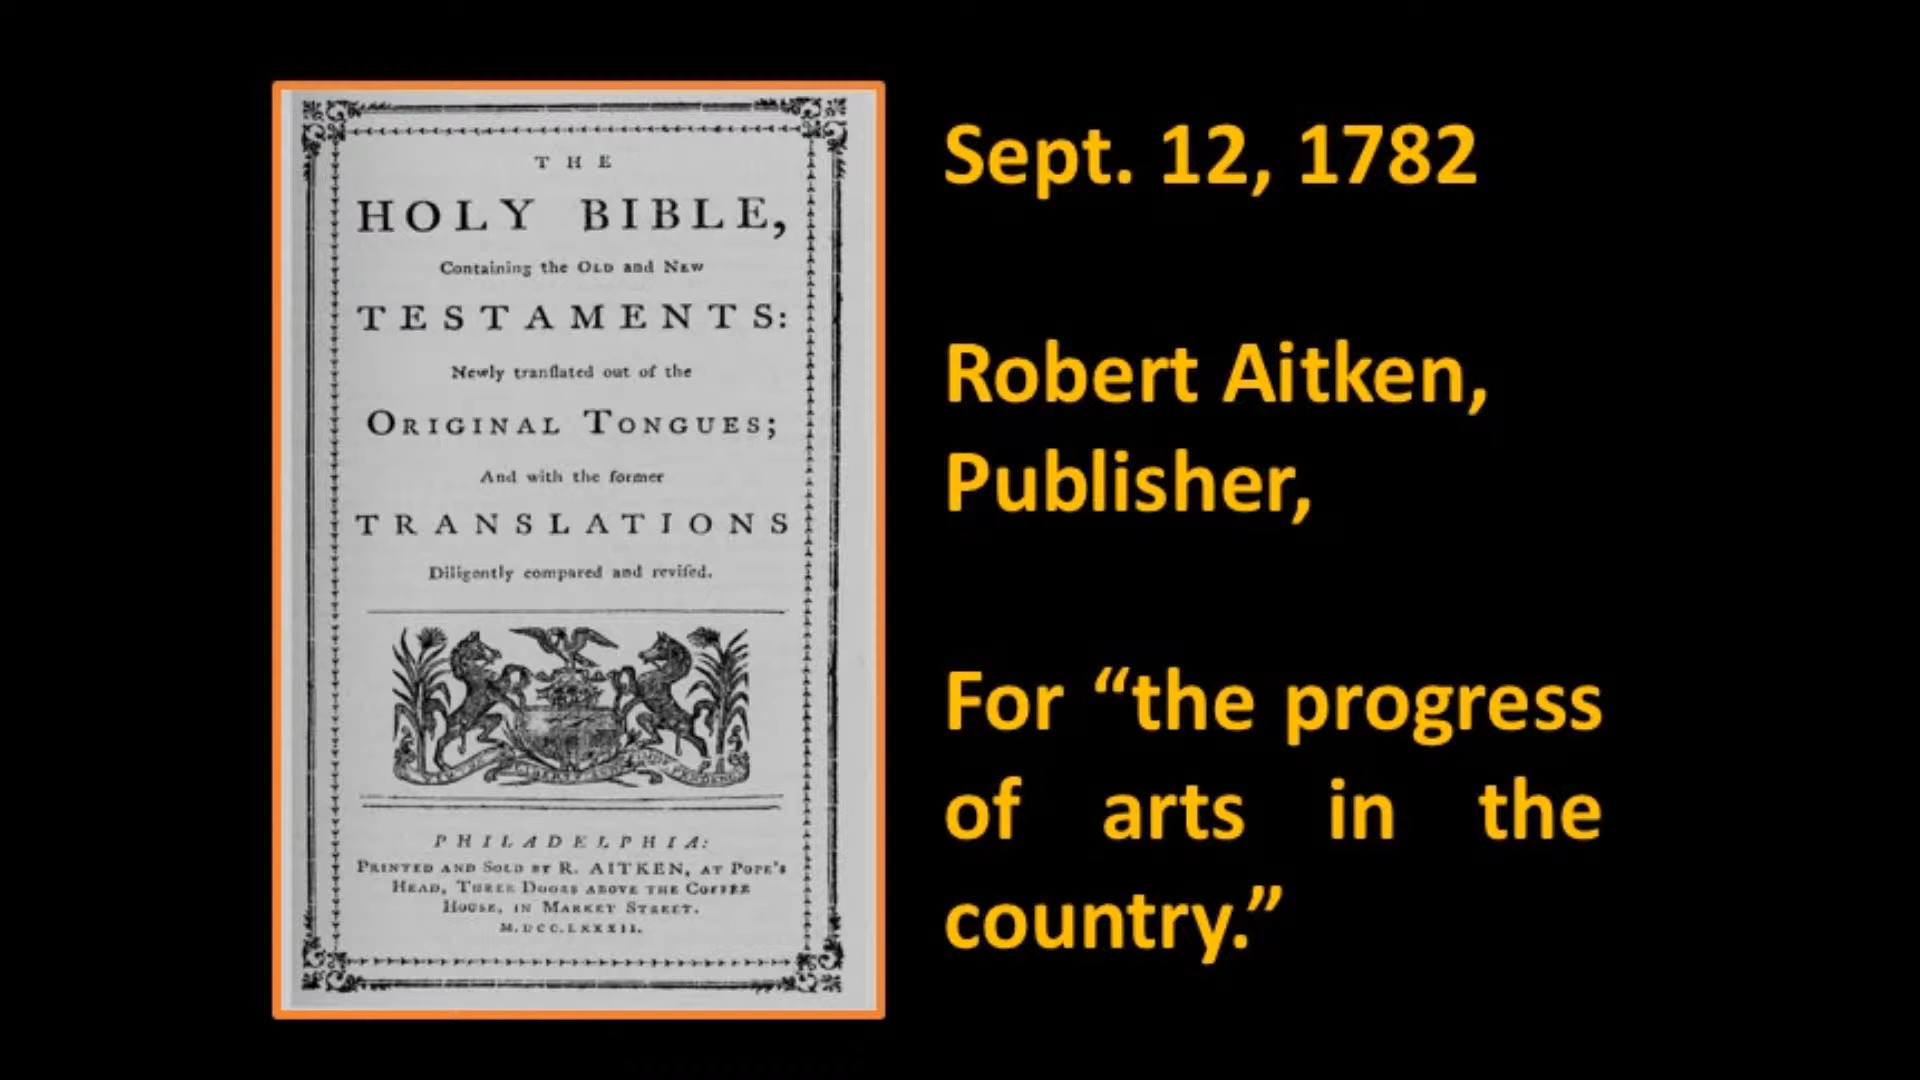 THE
HOLY BIBLE,
Containing the OLD and NEW
TESTAMENTS:
Newly tranſlated out of the
ORIGINAL TONGUES;
And with the former
TRANSLATIONS
Diligently compared and reviſed.
LIBERTY
PHILADELPHIA:
PRINTED AND SOLD BY R. AITKEN, AT POPE'S
HEAD, THREE DOORS ABOVE THE COFFEE
HOUSE, IN MARKET STREET.
M.DCC.LXXXII.
Sept. 12, 1782
Robert Aitken,
Publisher,
For “the progress
of arts in the
country.”